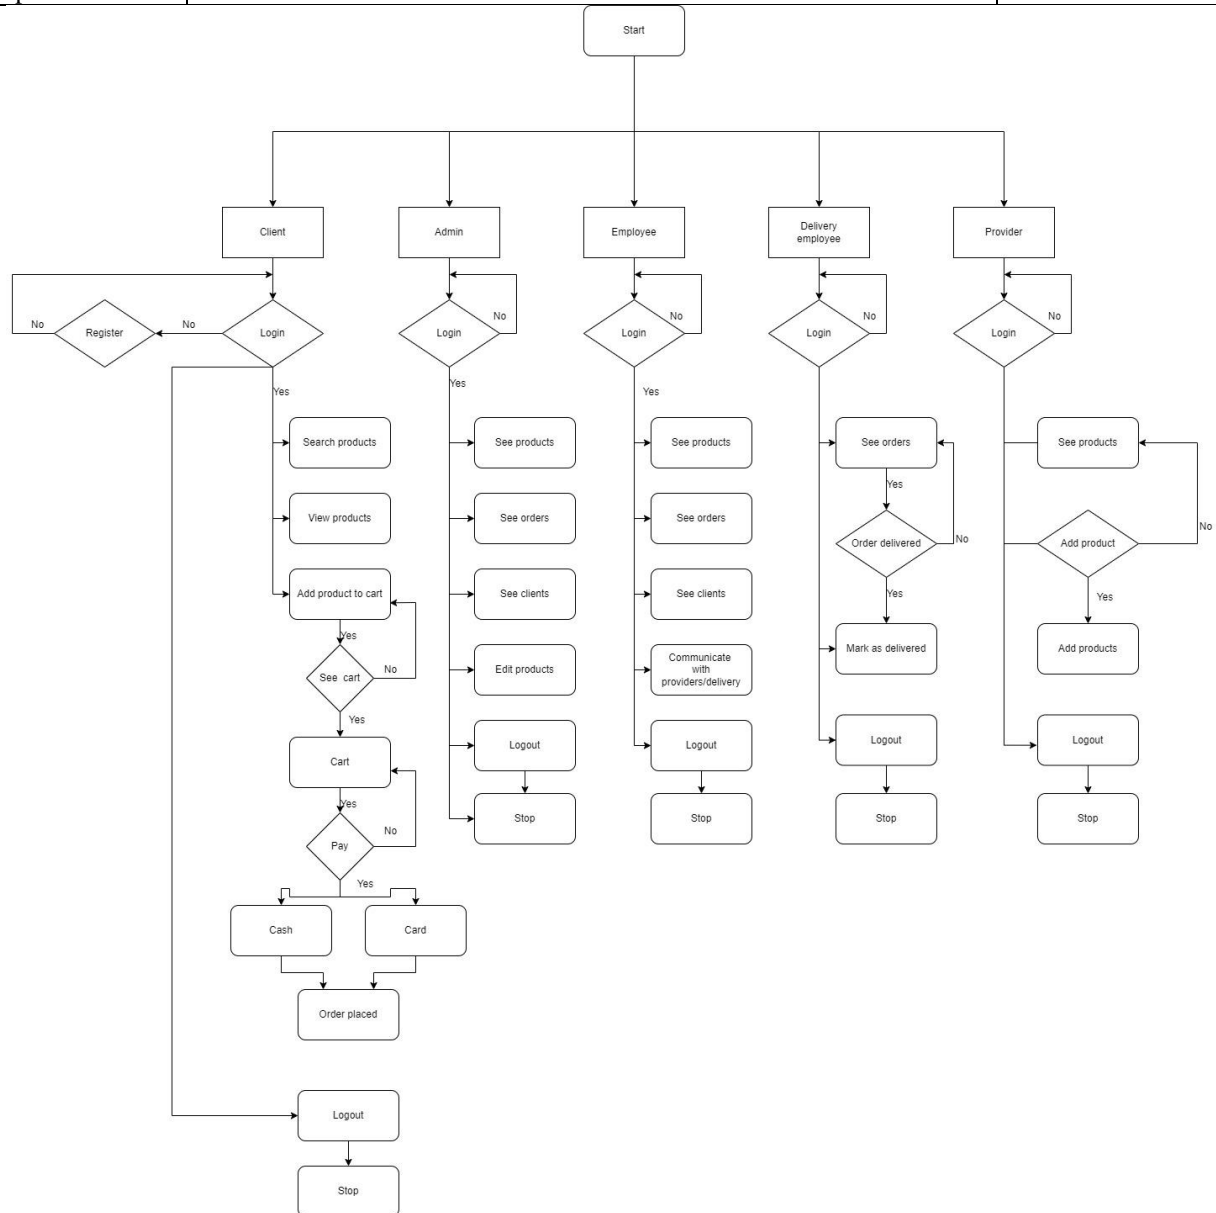 Start
Client
Admin
Employee
Delivery
employee
Provider
No
Register
No
Login
Login
No
Login
No
Login
No
Login
No
Yes
Yes
Yes
Search products
See products
See products
See orders
See products
Yes
View products
See orders
See orders
Order delivered
No
Add product
No
Yes
Yes
Add product to cart
See clients
See clients
Yes
Mark as delivered
Add products
See cart
No
Edit products
Communicate
with
providers/delivery
Yes
Cart
Logout
Logout
Logout
Logout
Yes
Pay
No
Stop
Stop
Stop
Stop
Yes
Cash
Card
Order placed
Logout
Stop